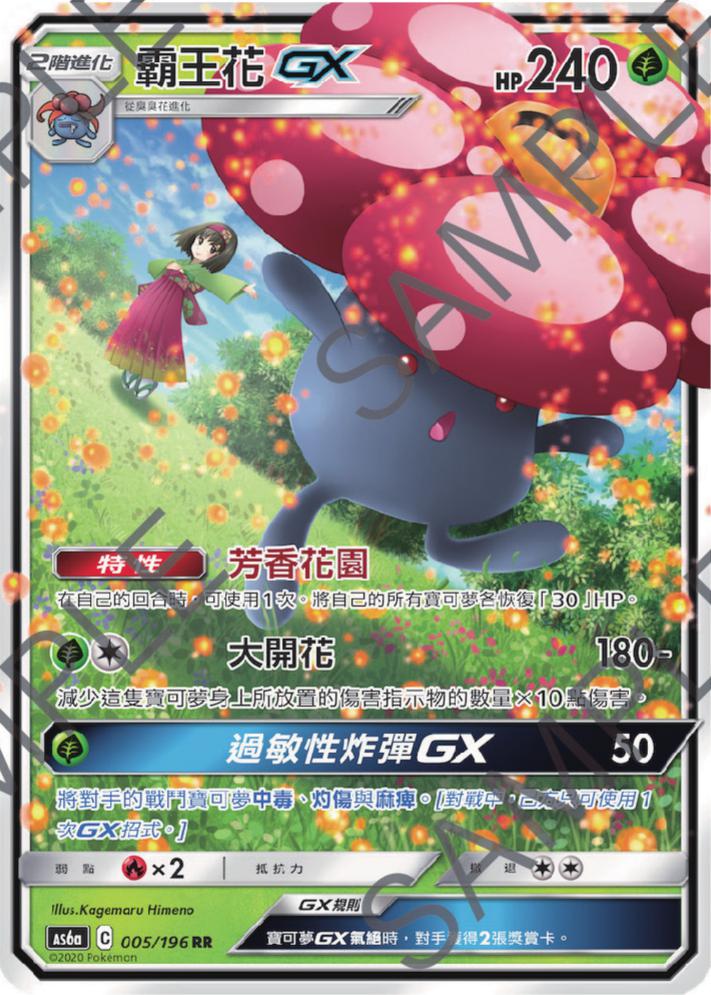 2階進化 霸王花GX HP240
從臭臭花進化
特性 芳香花園
在自己的回合時,可使用1次。將自己的所有寶可夢各恢復「30」HP。
大開花 180-
減少這隻寶可夢身上所放置的傷害指示物的數量×10點傷害。
過敏性炸彈GX 50
將對手的戰鬥寶可夢中毒、灼傷與麻痺。[對戰中,己方只可使用1
次GX招式。]
弱點 ×2 抵抗力 撤退
Illus.Kagemaru Himeno GX規則
AS6a C 005/196 RR 寶可夢GX氣絕時,對手獲得2張獎賞卡。
©2020 Pokémon
SAMPLE
SAMPLE
SAMPLE
SAMPLE